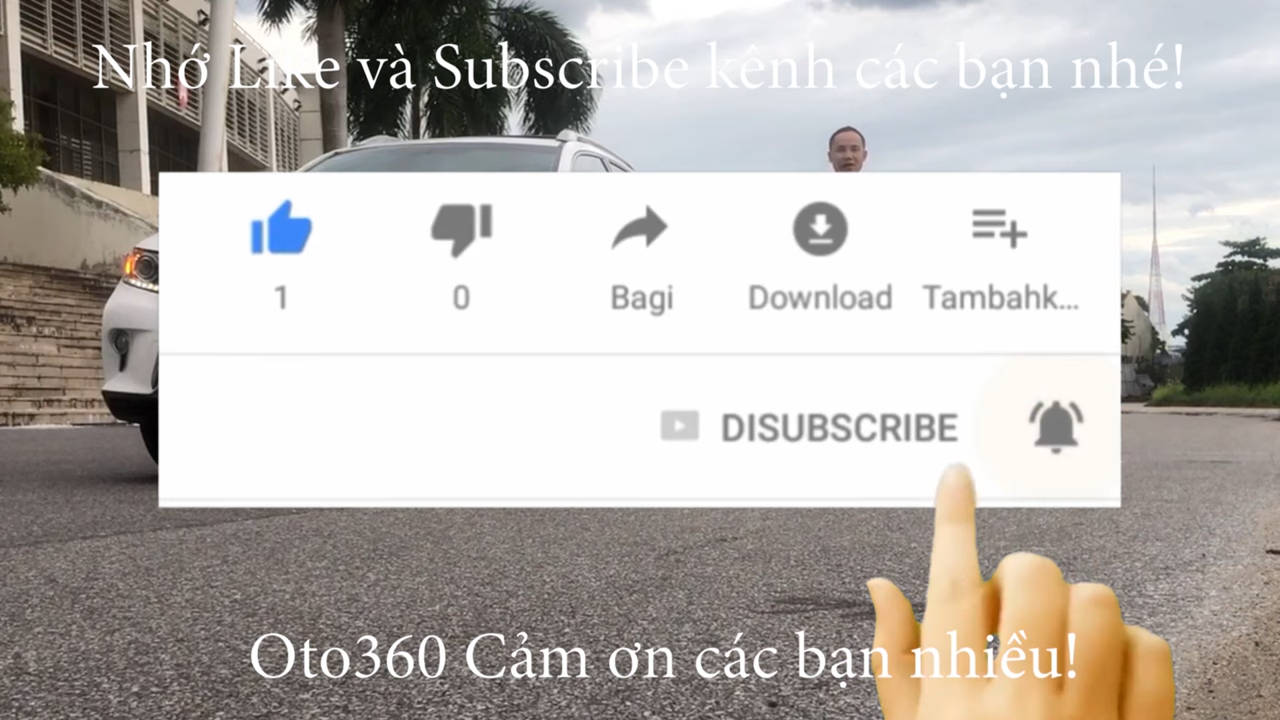 Nhớ Like và Subscribe kênh các bạn nhé!
1 0 Bagi Download Tambahk...
DISUBSCRIBE
Oto360 Cảm ơn các bạn nhiều!